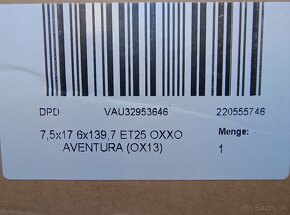 DPD VAU32953646 220555746
7,5x17 6x139,7 ET25 OXXO Menge:
AVENTURA (OX13) 1
bazos.sk